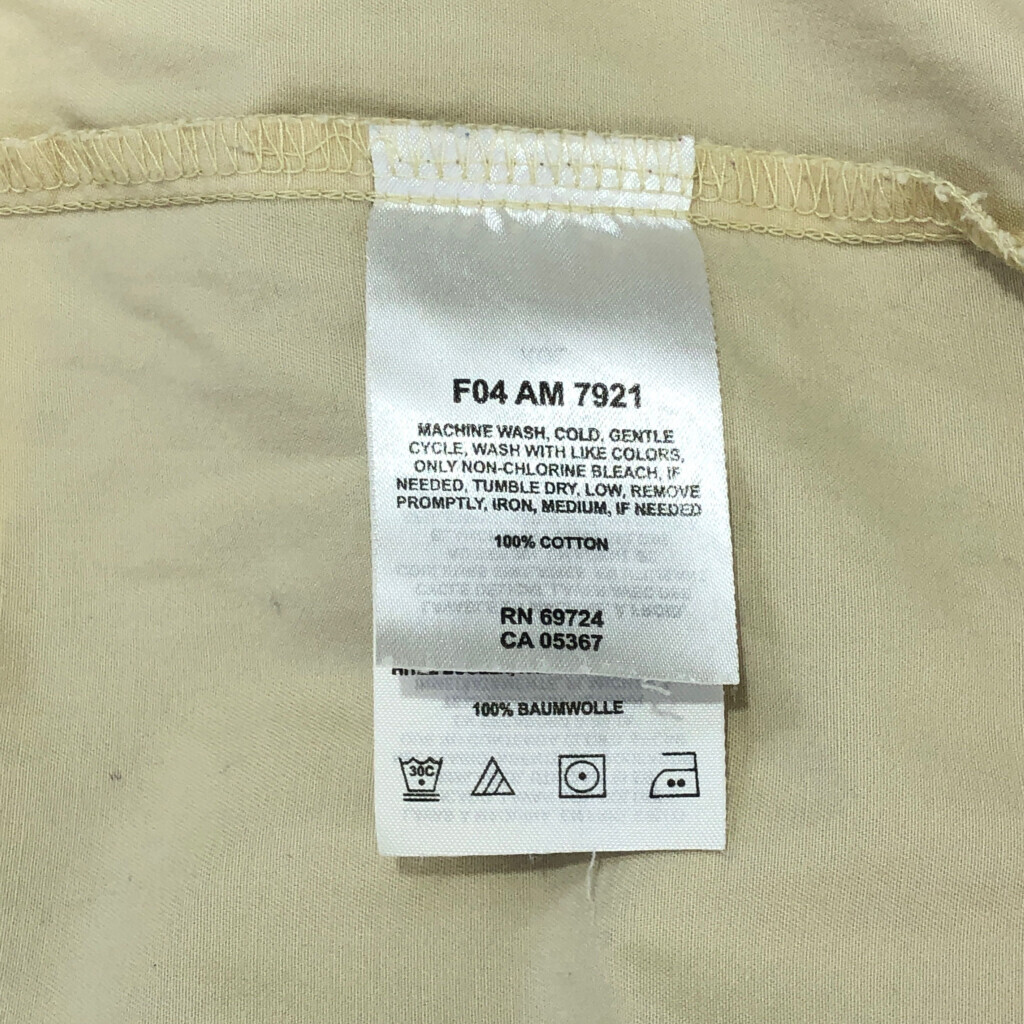 F04 AM 7921
MACHINE WASH, COLD, GENTLE
CYCLE, WASH WITH LIKE COLORS,
ONLY NON-CHLORINE BLEACH, IF
NEEDED, TUMBLE DRY, LOW, REMOVE
PROMPTLY, IRON, MEDIUM, IF NEEDED
100% COTTON
RN 69724
CA 05367
100% BAUMWOLLE
30C